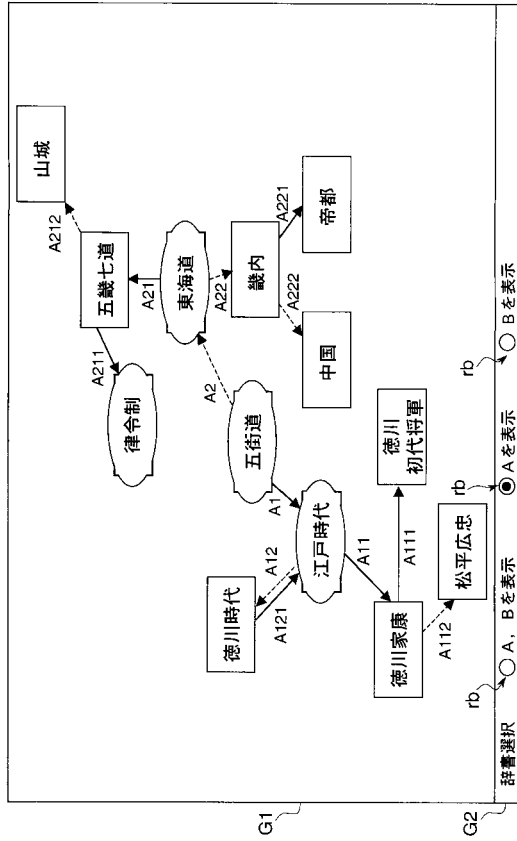 山城
A212
五畿七道
A211
A21
律令制
東海道
A22
畿内
A221
帝都
A222
中国
A2
五街道
A1
徳川時代
A12
A121
江戸時代
A11
徳川家康
A111
徳川
初代将軍
A112
松平広忠
G1
辞書選択
rb
A, Bを表示
rb
Aを表示
rb
Bを表示
G2